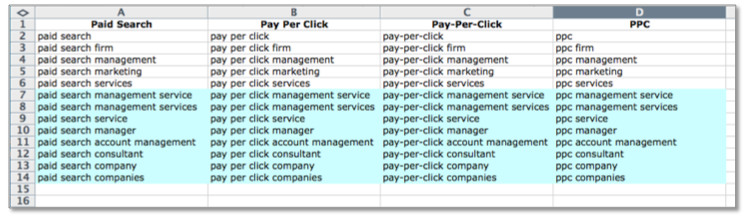 A B C D
1 Paid Search Pay Per Click Pay-Per-Click PPC
2 paid search pay per click pay-per-click ppc
3 paid search firm pay per click firm pay-per-click firm ppc firm
4 paid search management pay per click management pay-per-click management ppc management
5 paid search marketing pay per click marketing pay-per-click marketing ppc marketing
6 paid search services pay per click services pay-per-click services ppc services
7 paid search management service pay per click management service pay-per-click management service ppc management service
8 paid search management services pay per click management services pay-per-click management services ppc management services
9 paid search service pay per click service pay-per-click service ppc service
10 paid search manager pay per click manager pay-per-click manager ppc manager
11 paid search account management pay per click account management pay-per-click account management ppc account management
12 paid search consultant pay per click consultant pay-per-click consultant ppc consultant
13 paid search company pay per click company pay-per-click company ppc company
14 paid search companies pay per click companies pay-per-click companies ppc companies
15
16